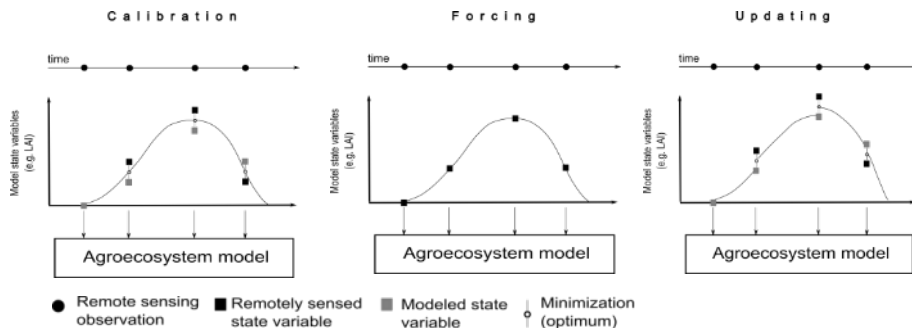 Calibration
Forcing
Updating
time
time
time
Model state variables
(e.g. LAI)
Model state variables
(e.g. LAI)
Model state variables
(e.g. LAI)
Agroecosystem model
Agroecosystem model
Agroecosystem model
Remote sensing
observation
Remotely sensed
state variable
Modeled state
variable
Minimization
(optimum)